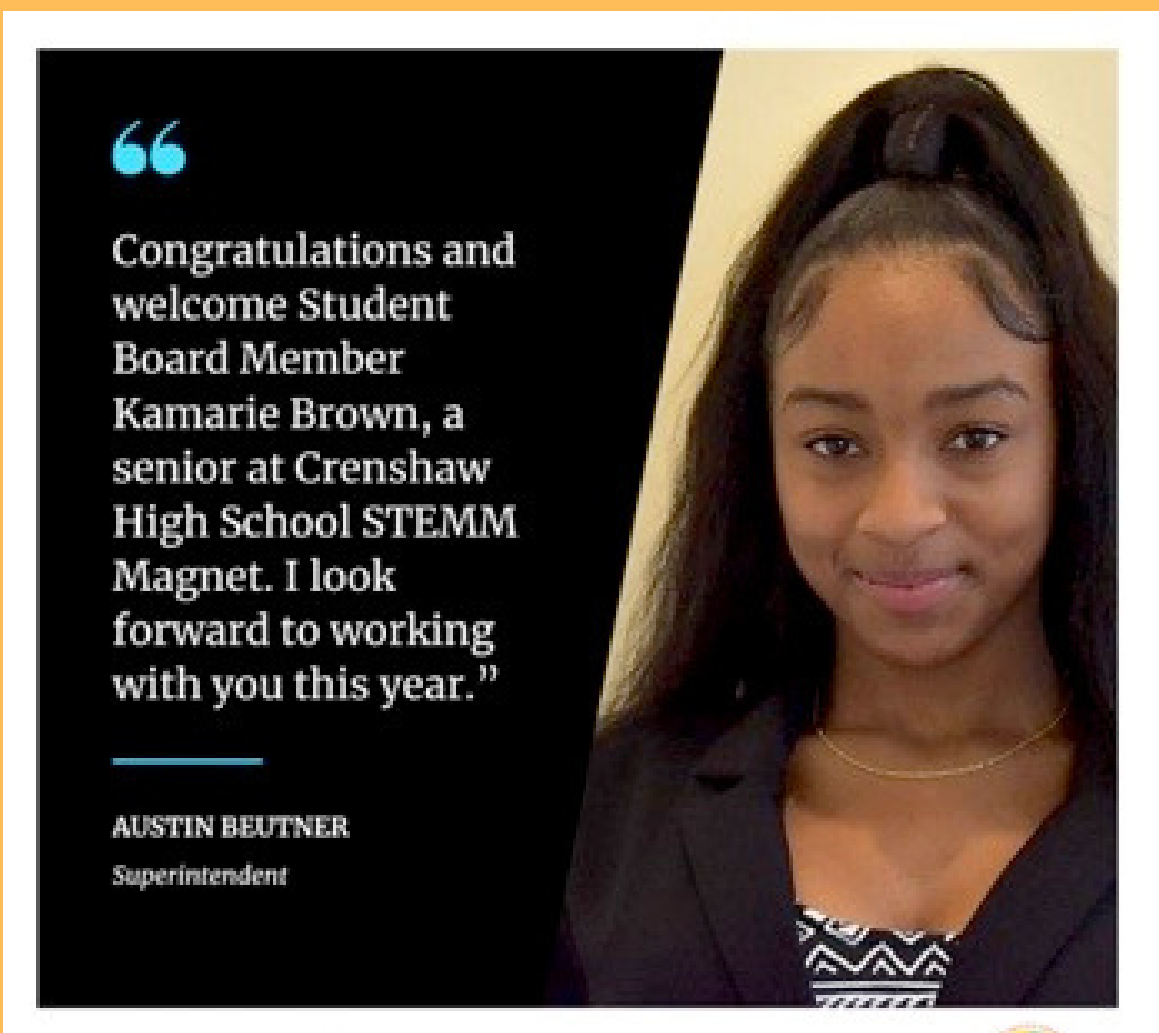 “
Congratulations and
welcome Student
Board Member
Kamarie Brown, a
senior at Crenshaw
High School STEMM
Magnet. I look
forward to working
with you this year.”
AUSTIN BEUTNER
Superintendent